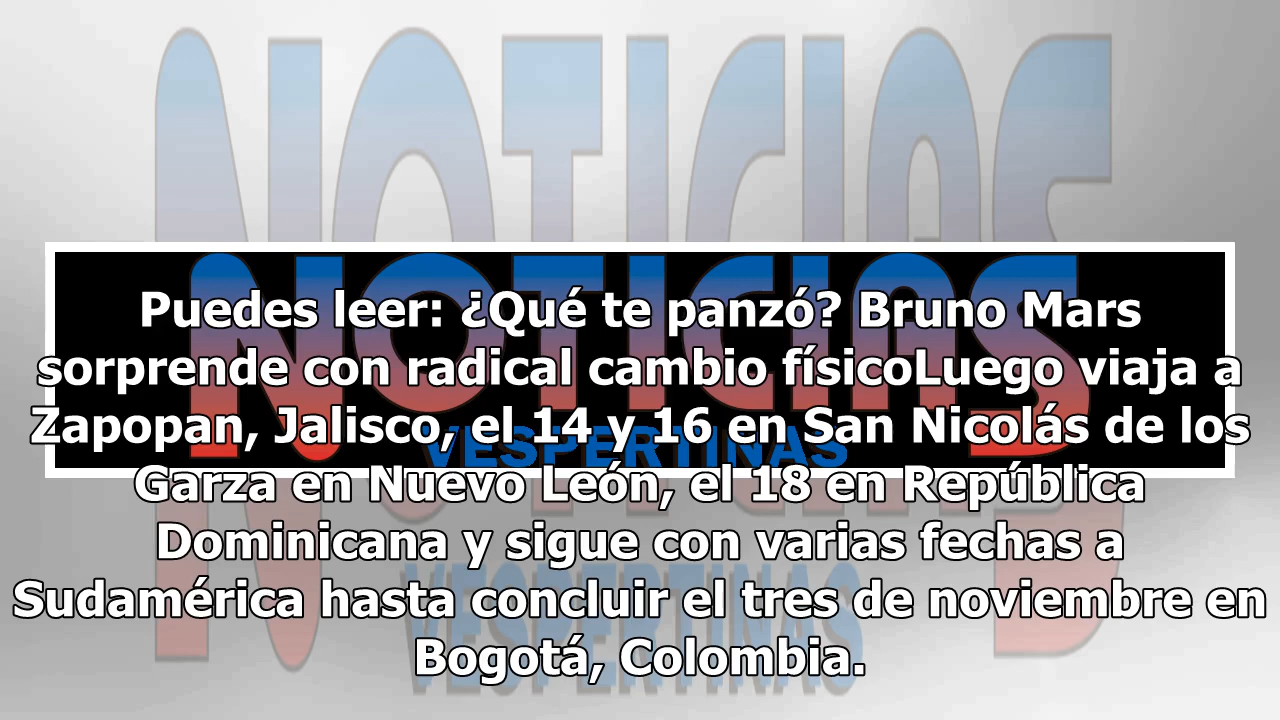 NOTICIAS
VESPERTINAS
Puedes leer: ¿Qué te panzó? Bruno Mars
sorprende con radical cambio físicoLuego viaja a
Zapopan, Jalisco, el 14 y 16 en San Nicolás de los
Garza en Nuevo León, el 18 en República
Dominicana y sigue con varias fechas a
Sudamérica hasta concluir el tres de noviembre en
Bogotá, Colombia.
NOTICIAS
VESPERTINAS